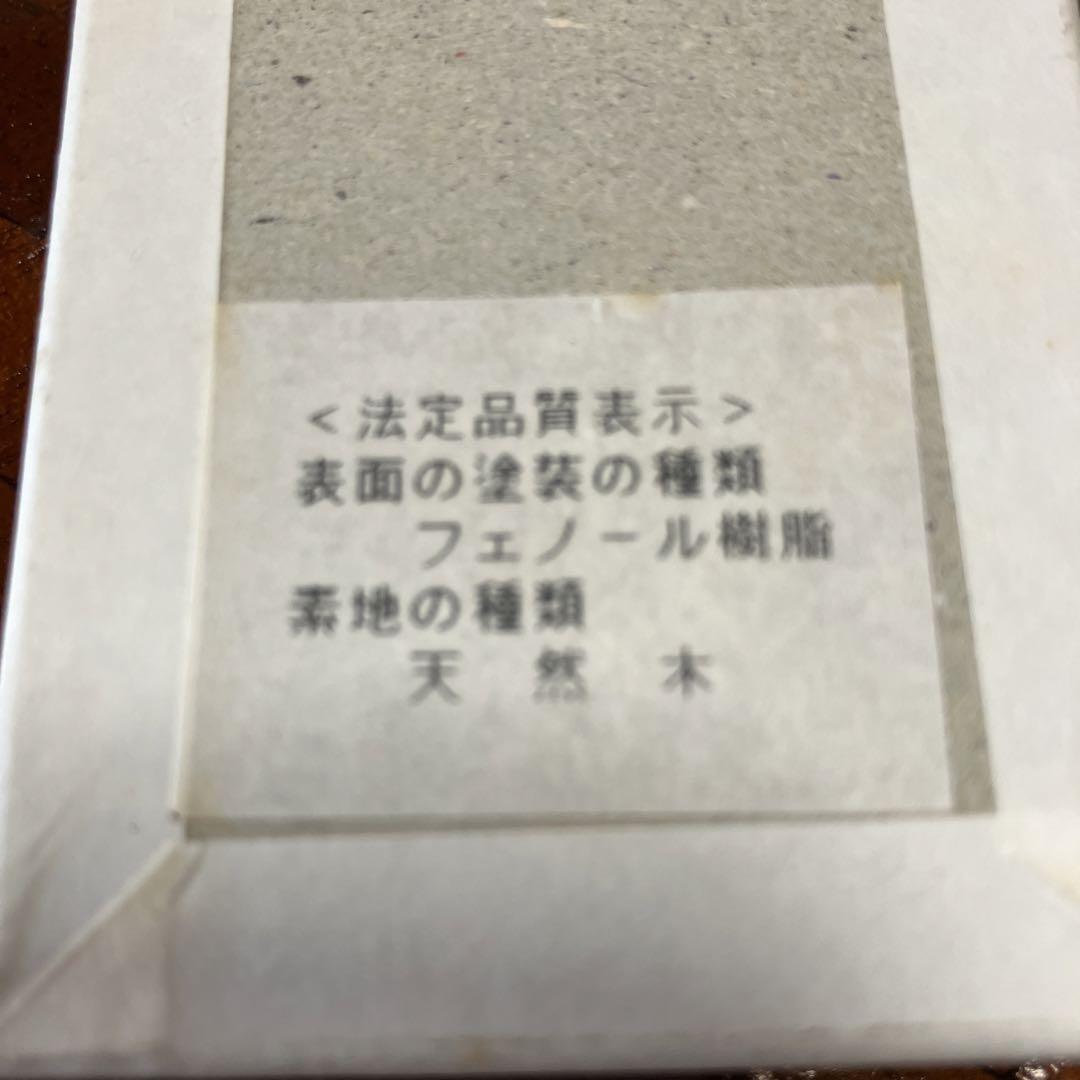 <法定品質表示>
表面の塗装の種類
フェノール樹脂
素地の種類
天然木